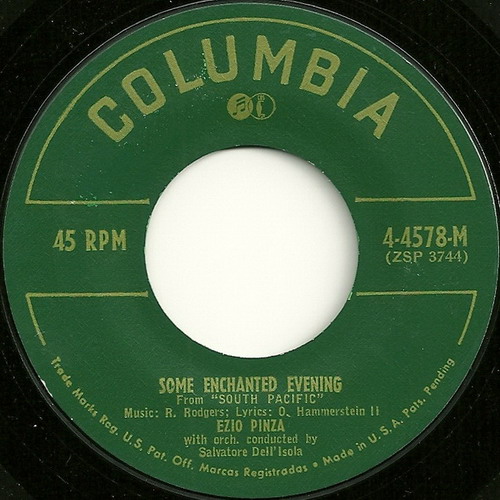 COLUMBIA
45 RPM
4-4578-M
(ZSP 3744)
SOME ENCHANTED EVENING
From "SOUTH PACIFIC"
Music: R. Rodgers; Lyrics: O. Hammerstein II
EZIO PINZA
with orch. conducted by
Salvatore Dell'Isola
Trade Marks Reg. U.S. Pat. Off. Marcas Registradas • Made in U.S.A. Pats. Pending